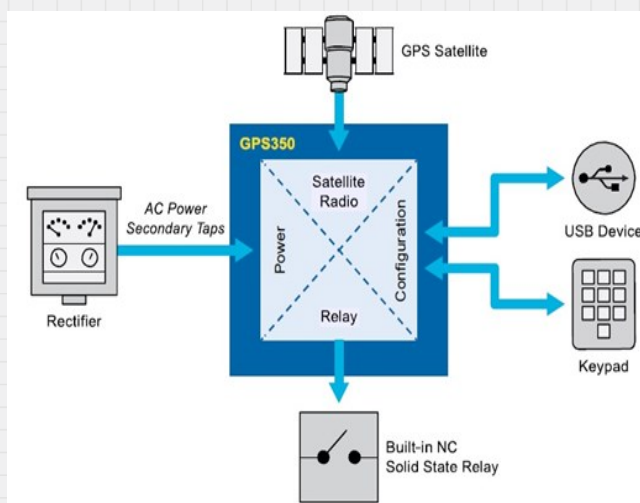 GPS Satellite
GPS350
Satellite
Radio
AC Power
Secondary Taps
Power
Configuration
Relay
Rectifier
USB Device
Keypad
Built-in NC
Solid State Relay